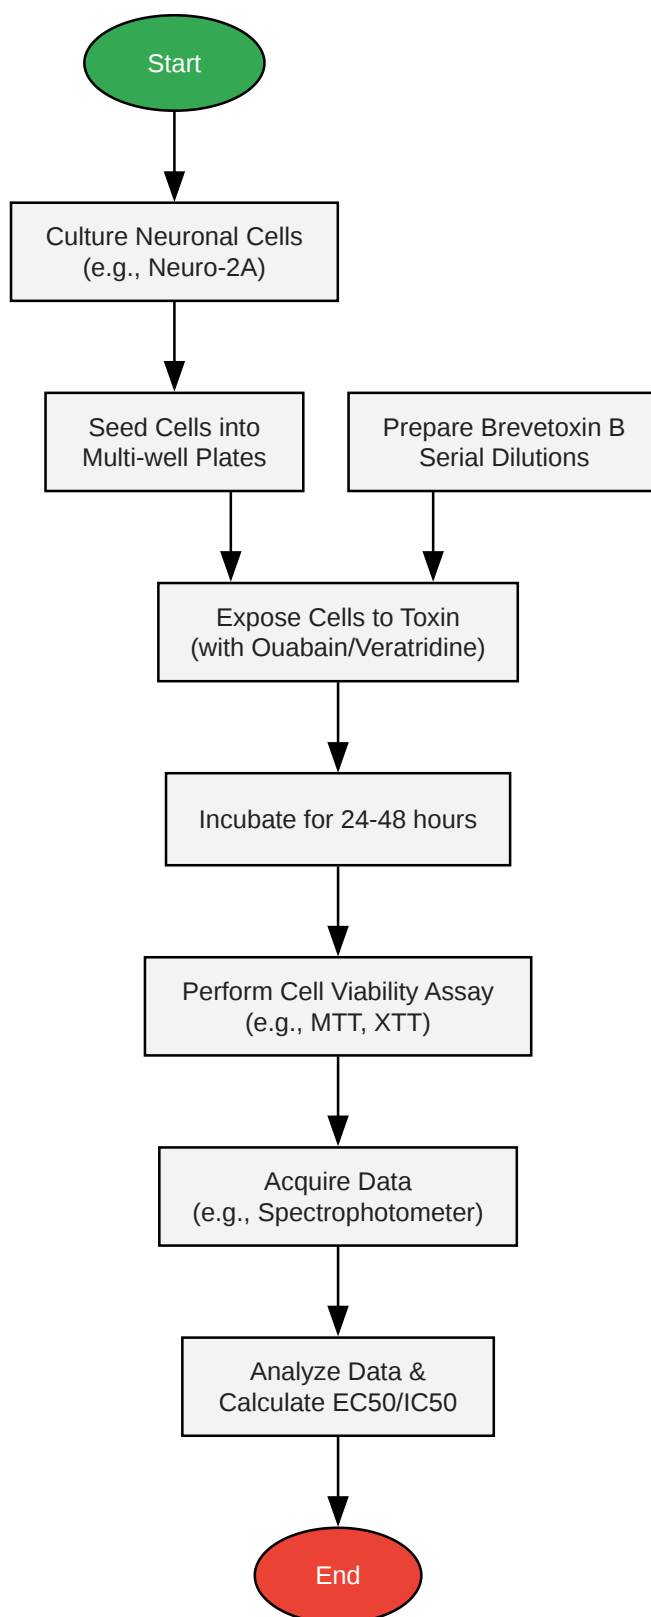 Start
Culture Neuronal Cells
(e.g., Neuro-2A)
Seed Cells into
Multi-well Plates
Prepare Brevetoxin B
Serial Dilutions
Expose Cells to Toxin
(with Ouabain/Veratridine)
Incubate for 24-48 hours
Perform Cell Viability Assay
(e.g., MTT, XTT)
Acquire Data
(e.g., Spectrophotometer)
Analyze Data &
Calculate EC50/IC50
End